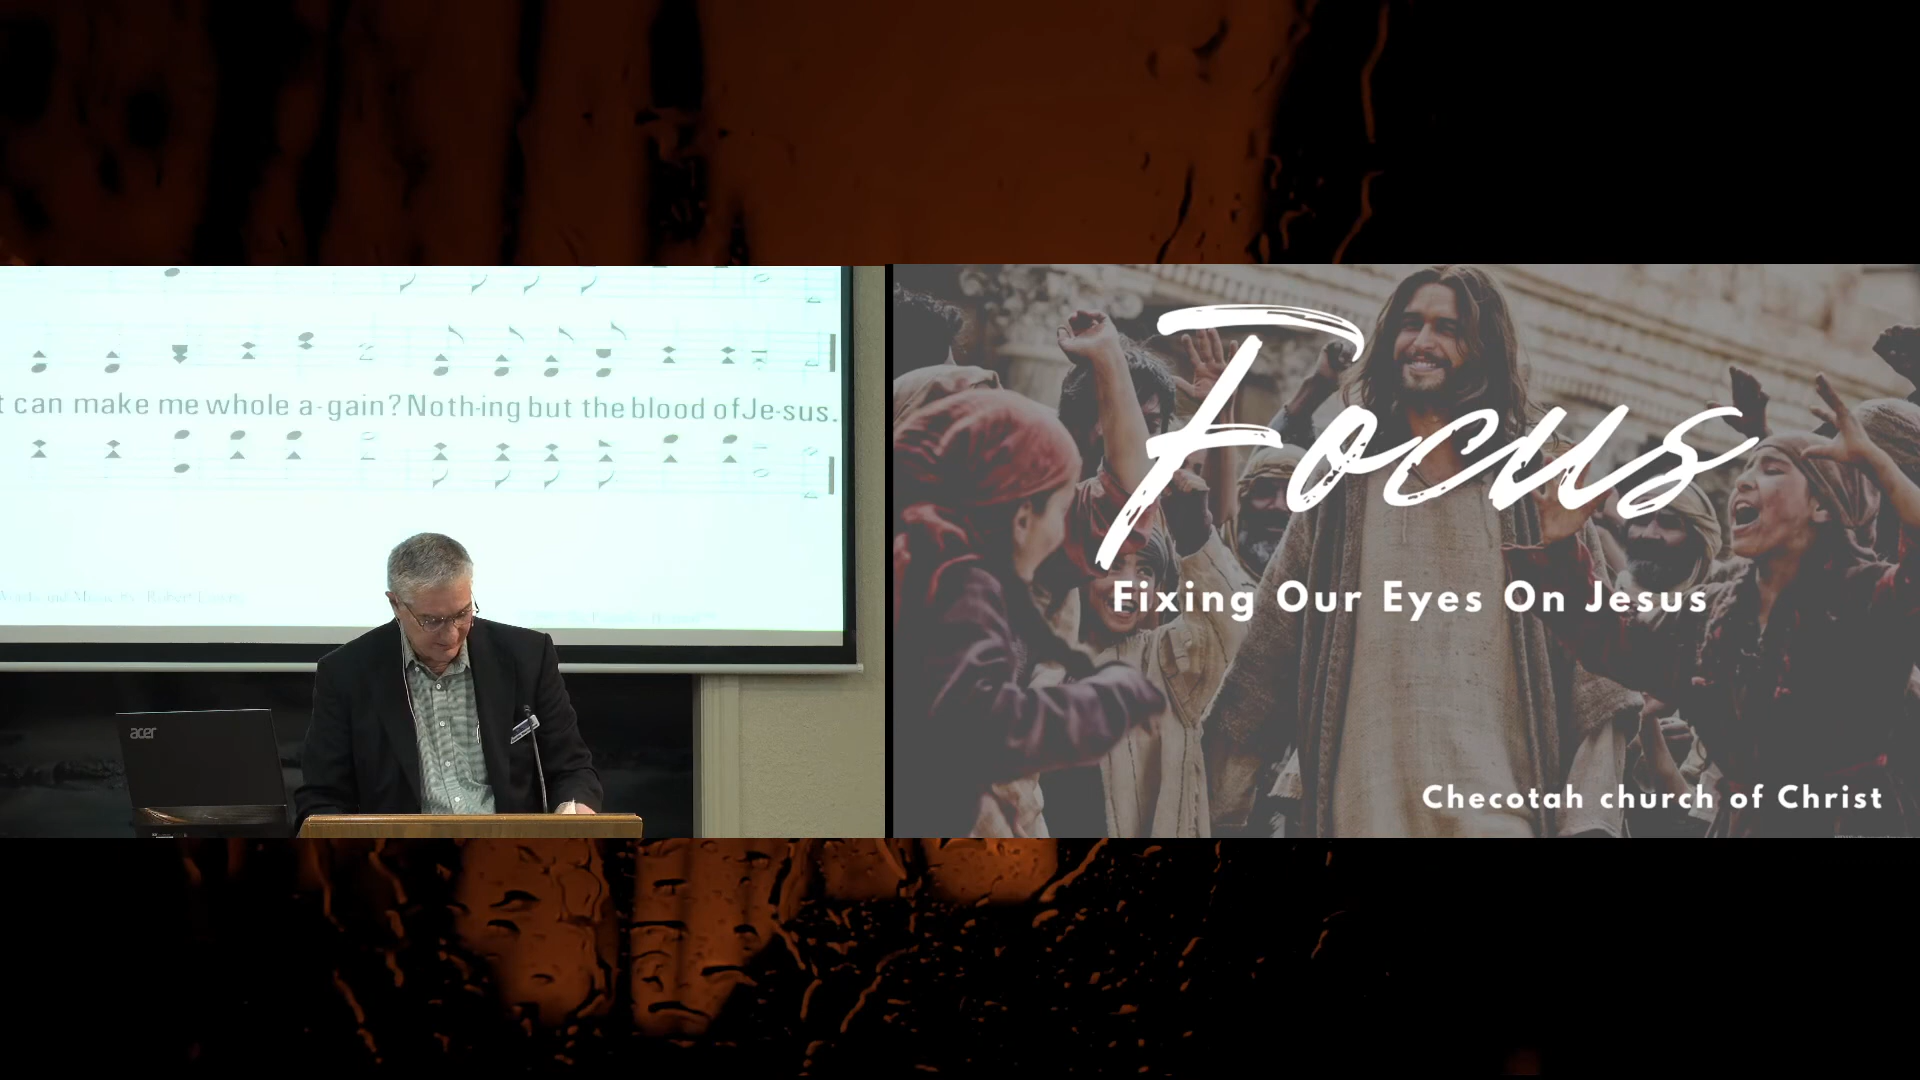 t can make me whole a-gain? Noth-ing but the blood of Je-sus.
acer
Focus
Fixing Our Eyes On Jesus
Checotah church of Christ